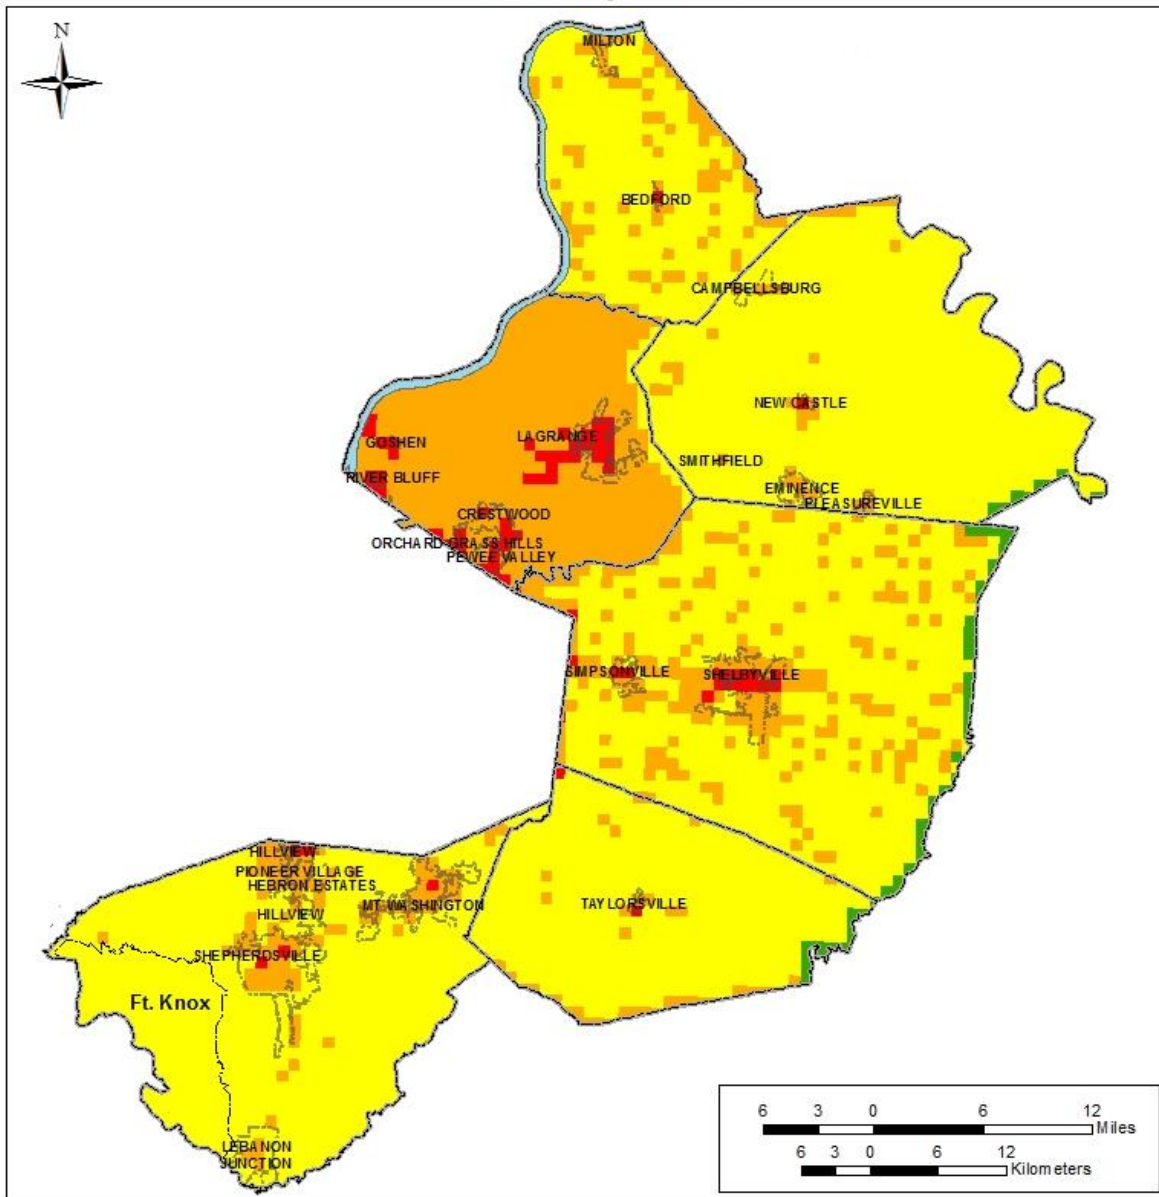 N
MILTON
BEDFORD
CAMPBELLSBURG
NEW CASTLE
GOSHEN
LAGRANGE
SMITHFIELD
RIVER BLUFF
EMINENCE
PLEASUREVILLE
CRESTWOOD
ORCHARD GRASS HILLS
PEWEE VALLEY
SIMPSONVILLE
SHELBYVILLE
HILLVIEW
PIONEER VILLAGE
HEBRON ESTATES
MT WASHINGTON
TAYLORSVILLE
HILLVIEW
SHEPHERDSVILLE
Ft. Knox
LEBANON
JUNCTION
6 3 0 6 12
Miles
6 3 0 6 12
Kilometers